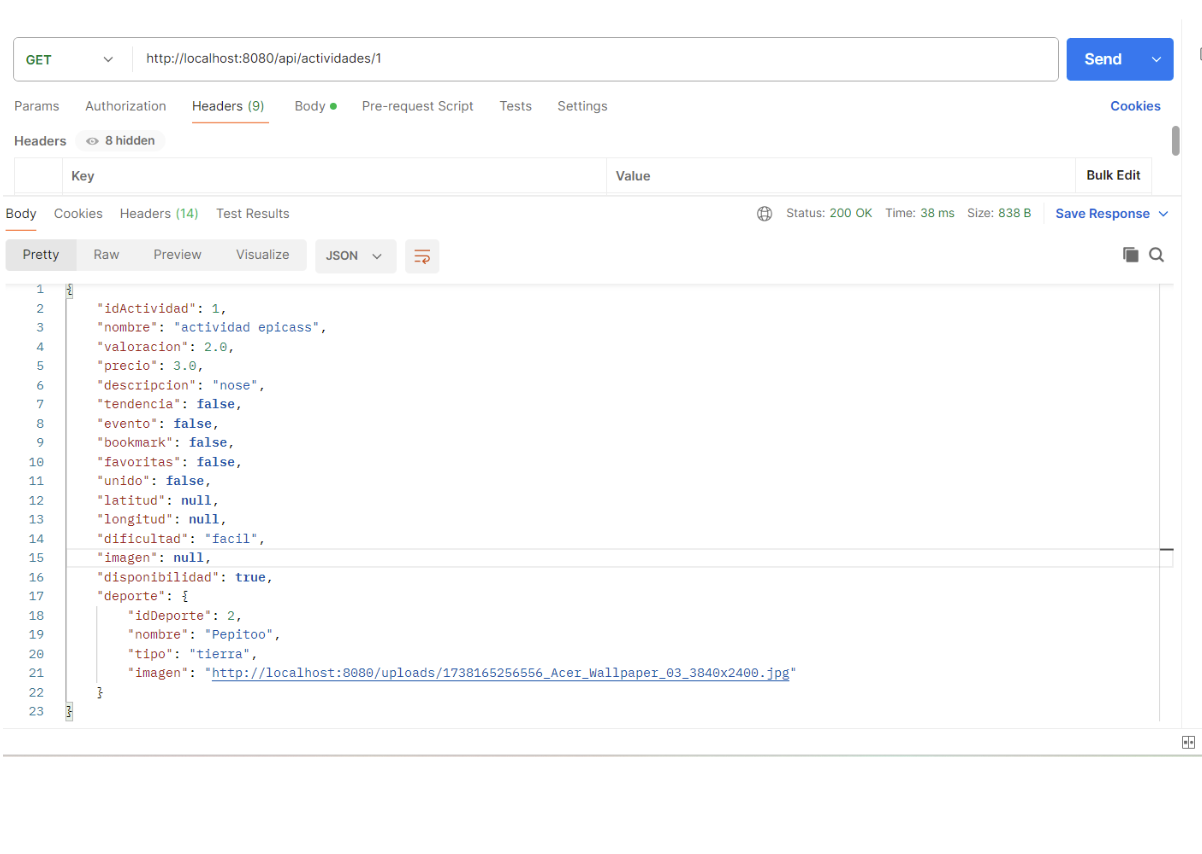 GET http://localhost:8080/api/actividades/1 Send
Params Authorization Headers (9) Body Pre-request Script Tests Settings Cookies
Headers 8 hidden
Key Value Bulk Edit
Body Cookies Headers (14) Test Results Status: 200 OK Time: 38 ms Size: 838 B Save Response
Pretty Raw Preview Visualize JSON
1 {
2 "idActividad": 1,
3 "nombre": "actividad epicass",
4 "valoracion": 2.0,
5 "precio": 3.0,
6 "descripcion": "nose",
7 "tendencia": false,
8 "evento": false,
9 "bookmark": false,
10 "favoritas": false,
11 "unido": false,
12 "latitud": null,
13 "longitud": null,
14 "dificultad": "facil",
15 "imagen": null,
16 "disponibilidad": true,
17 "deporte": {
18 "idDeporte": 2,
19 "nombre": "Pepitoo",
20 "tipo": "tierra",
21 "imagen": "http://localhost:8080/uploads/1738165256556_Acer_Wallpaper_03_3840x2400.jpg"
22 }
23 }